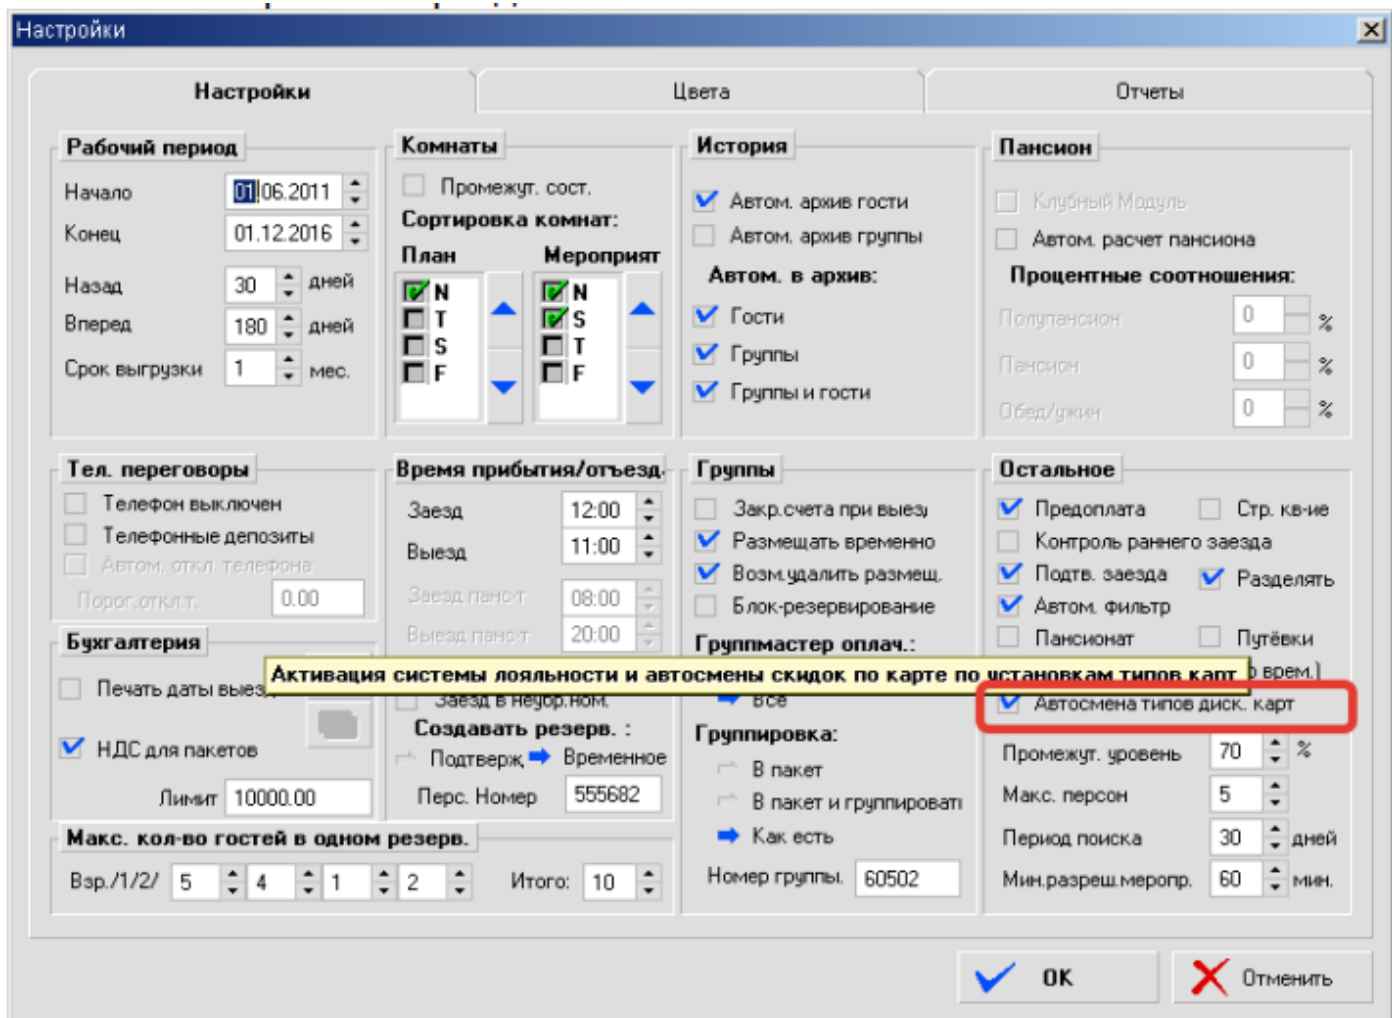 Настройки
Настройки
Цвета
Отчеты
Рабочий период
Начало 01.06.2011
Конец 01.12.2016
Назад 30 дней
Вперед 180 дней
Срок выгрузки 1 мес.
Комнаты
Промежут. сост.
Сортировка комнат:
План Мероприят
N N
T S
S T
F F
История
Автом. архив гости
Автом. архив группы
Автом. в архив:
Гости
Группы
Группы и гости
Пансион
Клубный Модуль
Автом. расчет пансиона
Процентные соотношения:
Полупансион 0 %
Пансион 0 %
Обед/ужин 0 %
Тел. переговоры
Телефон выключен
Телефонные депозиты
Автом. откл. телефона
Порог.откл.т. 0.00
Бухгалтерия
Печать даты выез
НДС для пакетов
Лимит 10000.00
Время прибытия/отъезд
Заезд 12:00
Выезд 11:00
Заезд панс-т 08:00
Выезд панс-т 20:00
Заезд в неубр.ном.
Создавать резерв. :
Подтверж Временное
Перс. Номер 555682
Группы
Закр.счета при выез
Размещать временно
Возм.удалить размещ.
Блок-резервирование
Группмастер оплач.:
Все
Группировка:
В пакет
В пакет и группироват
Как есть
Номер группы. 60502
Остальное
Предоплата Стр. кв-ие
Контроль раннего заезда
Подтв. заезда Разделять
Автом. фильтр
Пансионат Путёвки
врем.)
Активация системы лояльности и автосмены скидок по карте по установкам типов карт
Автосмена типов диск. карт
Промежут. уровень 70 %
Макс. персон 5
Период поиска 30 дней
Мин.разреш.меропр. 60 мин.
Макс. кол-во гостей в одном резерв.
Взр./1/2/ 5 4 1 2 Итого: 10
OK
Отменить